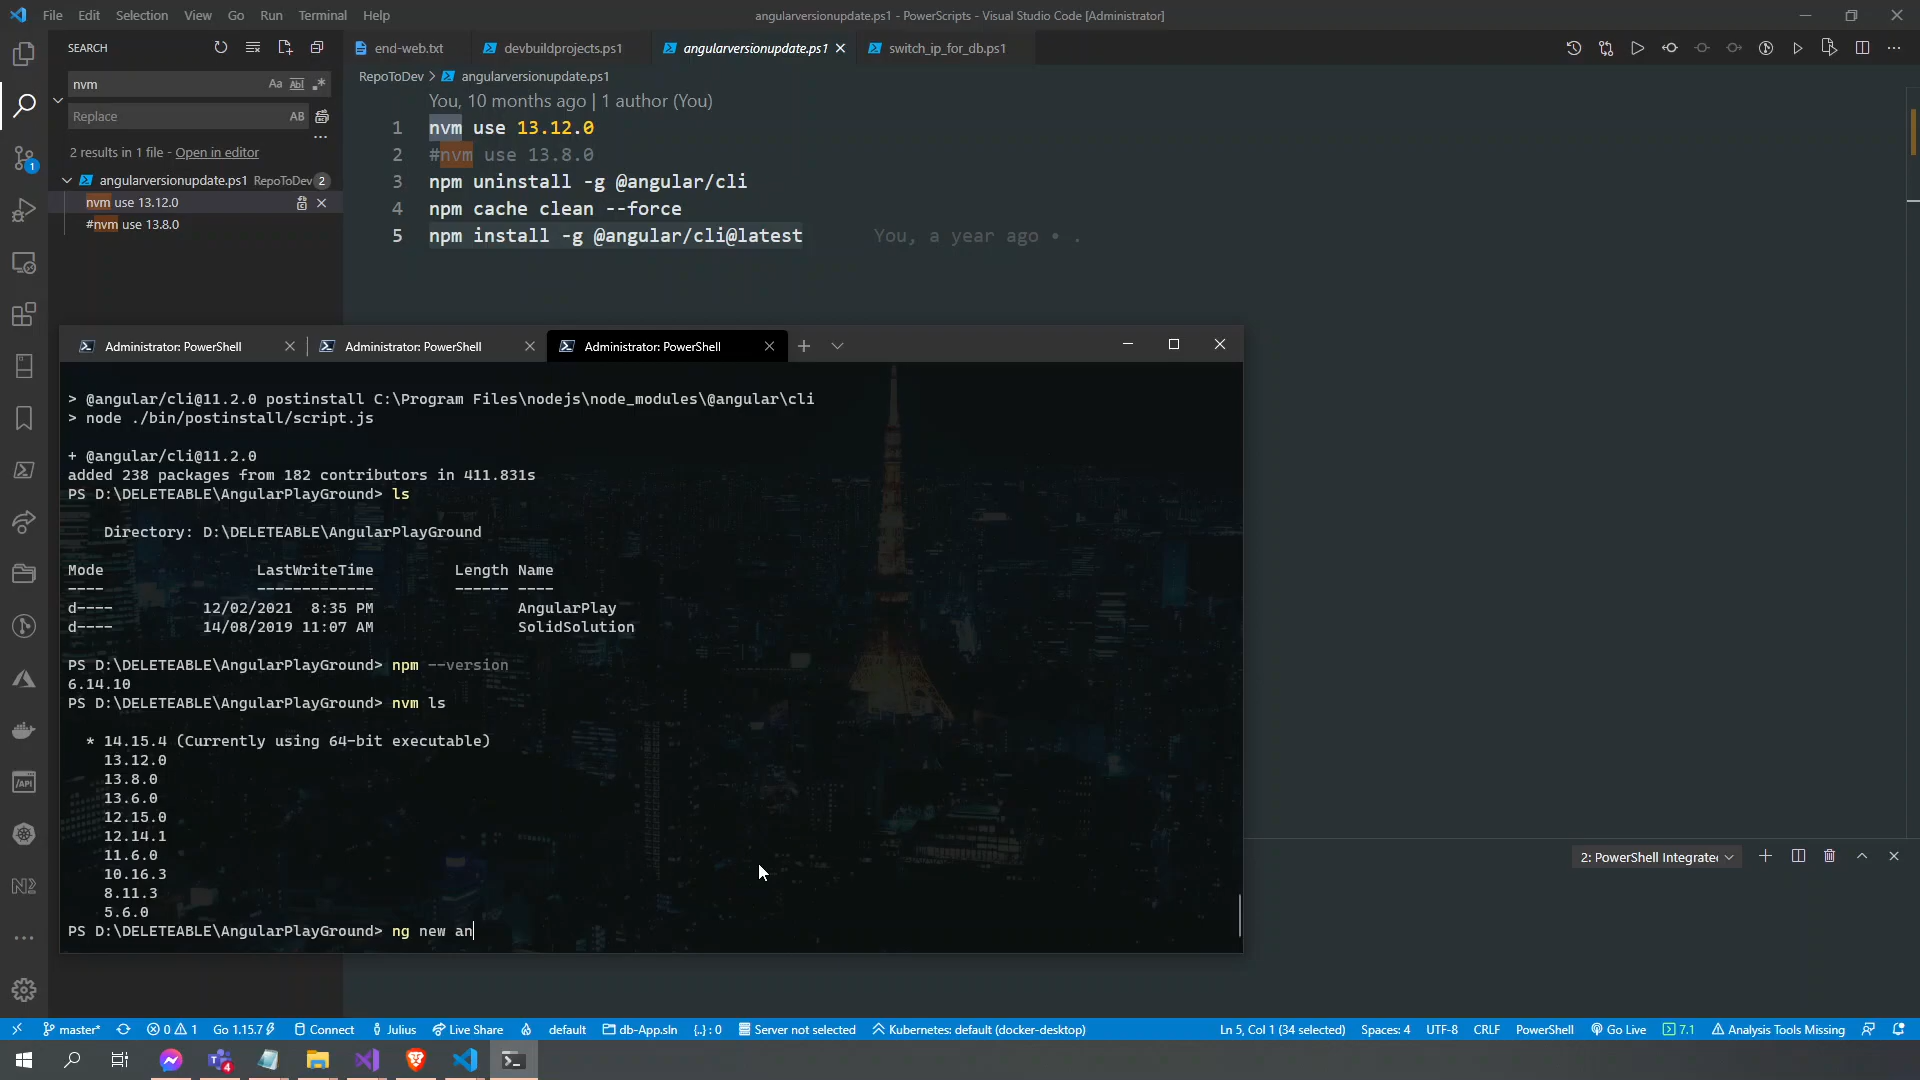 File Edit Selection View Go Run Terminal Help
angularversionupdate.ps1 - PowerScripts - Visual Studio Code [Administrator]
SEARCH
end-web.txt
devbuildprojects.ps1
angularversionupdate.ps1
switch_ip_for_db.ps1
nvm
Aa Abl .*
Replace
AB
2 results in 1 file - Open in editor
angularversionupdate.ps1 RepoToDev 2
nvm use 13.12.0
#nvm use 13.8.0
1
RepoToDev > angularversionupdate.ps1
You, 10 months ago | 1 author (You)
1 nvm use 13.12.0
2 #nvm use 13.8.0
3 npm uninstall -g @angular/cli
4 npm cache clean --force
5 npm install -g @angular/cli@latest You, a year ago • .
Administrator: PowerShell
Administrator: PowerShell
Administrator: PowerShell
> @angular/cli@11.2.0 postinstall C:\Program Files\nodejs\node_modules\@angular\cli
> node ./bin/postinstall/script.js
+ @angular/cli@11.2.0
added 238 packages from 182 contributors in 411.831s
PS D:\DELETEABLE\AngularPlayGround> ls
Directory: D:\DELETEABLE\AngularPlayGround
Mode LastWriteTime Length Name
---- ------------- ------ ----
d---- 12/02/2021 8:35 PM AngularPlay
d---- 14/08/2019 11:07 AM SolidSolution
PS D:\DELETEABLE\AngularPlayGround> npm --version
6.14.10
PS D:\DELETEABLE\AngularPlayGround> nvm ls
* 14.15.4 (Currently using 64-bit executable)
13.12.0
13.8.0
13.6.0
12.15.0
12.14.1
11.6.0
10.16.3
8.11.3
5.6.0
PS D:\DELETEABLE\AngularPlayGround> ng new an
/API
N2
2: PowerShell Integrated
master* 0 1 Go 1.15.7 Connect Julius Live Share default db-App.sln {..} : 0 Server not selected Kubernetes: default (docker-desktop)
Ln 5, Col 1 (34 selected) Spaces: 4 UTF-8 CRLF PowerShell Go Live 7.1 Analysis Tools Missing
4